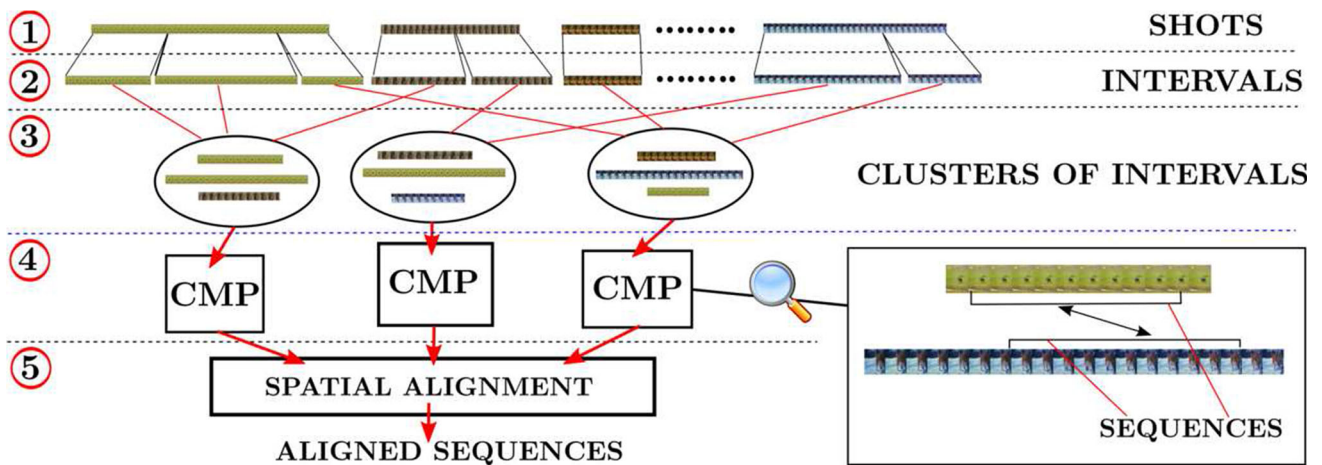 1
SHOTS
2
INTERVALS
3
CLUSTERS OF INTERVALS
4
CMP
CMP
CMP
5
SPATIAL ALIGNMENT
SEQUENCES
ALIGNED SEQUENCES